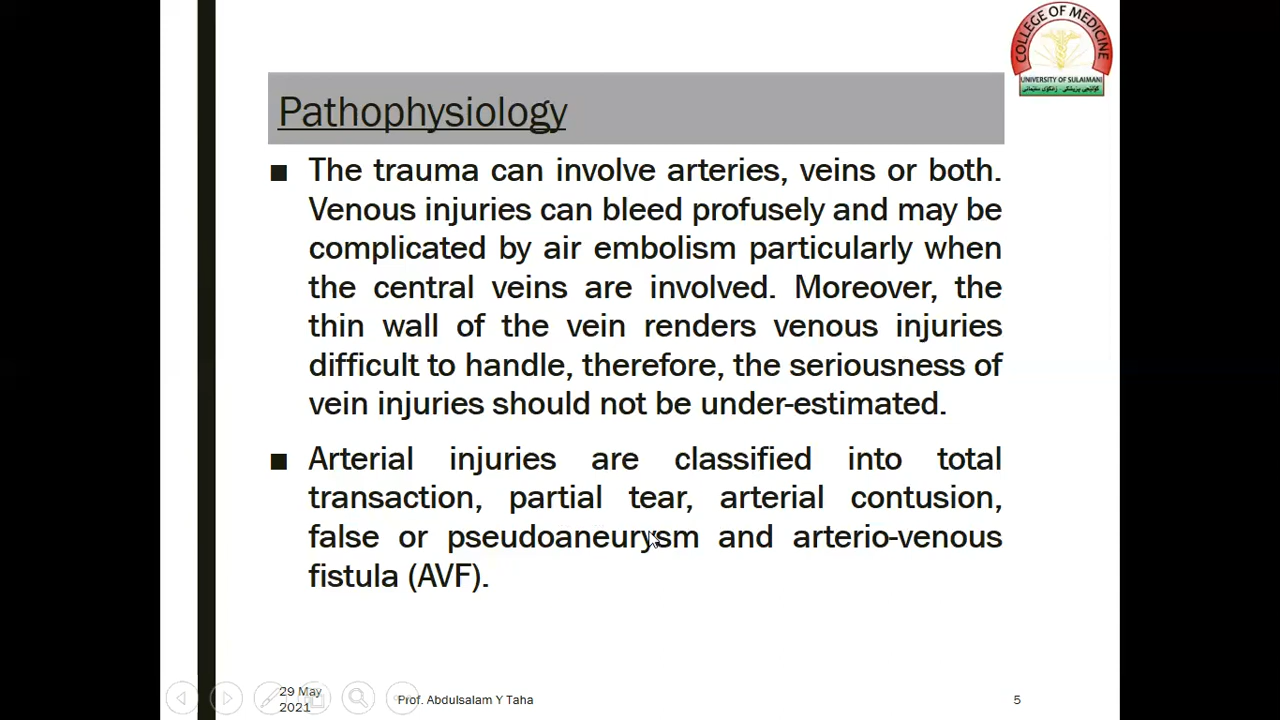 COLLEGE OF MEDICINE
UNIVERSITY OF SULAIMANI
Pathophysiology
■ The trauma can involve arteries, veins or both.
Venous injuries can bleed profusely and may be
complicated by air embolism particularly when
the central veins are involved. Moreover, the
thin wall of the vein renders venous injuries
difficult to handle, therefore, the seriousness of
vein injuries should not be under-estimated.
■ Arterial injuries are classified into total
transaction, partial tear, arterial contusion,
false or pseudoaneurysm and arterio-venous
fistula (AVF).
29 May
2021
Prof. Abdulsalam Y Taha
5